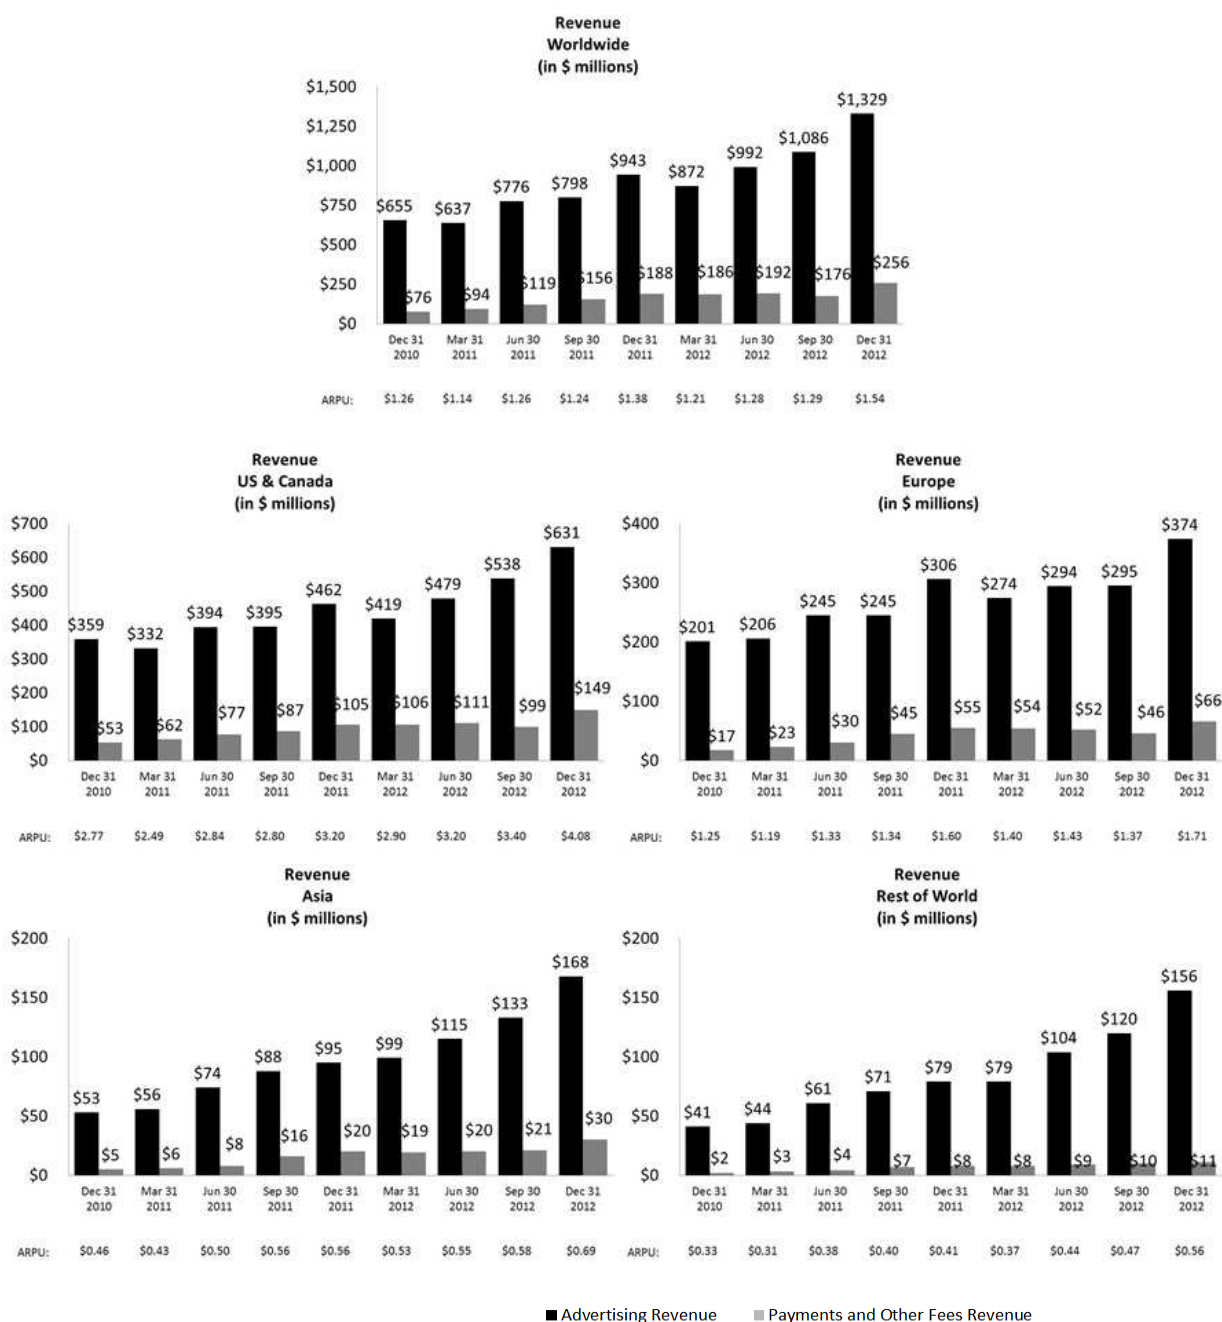 Revenue
Worldwide
(in $ millions)
$1,500
$1,250
$1,000
$750
$500
$250
$0
$655 $637 $776 $798 $943 $872 $992 $1,086 $1,329
$76 $94 $119 $156 $188 $186 $192 $176 $256
Dec 31 Mar 31 Jun 30 Sep 30 Dec 31 Mar 31 Jun 30 Sep 30 Dec 31
2010 2011 2011 2011 2011 2012 2012 2012 2012
ARPU: $1.26 $1.14 $1.26 $1.24 $1.38 $1.21 $1.28 $1.29 $1.54
Revenue
US & Canada
(in $ millions)
$700
$600
$500
$400
$300
$200
$100
$0
$359 $332 $394 $395 $462 $419 $479 $538 $631
$53 $62 $77 $87 $105 $106 $111 $99 $149
Dec 31 Mar 31 Jun 30 Sep 30 Dec 31 Mar 31 Jun 30 Sep 30 Dec 31
2010 2011 2011 2011 2011 2012 2012 2012 2012
ARPU: $2.77 $2.49 $2.84 $2.80 $3.20 $2.90 $3.20 $3.40 $4.08
Revenue
Europe
(in $ millions)
$400
$300
$200
$100
$0
$201 $206 $245 $245 $306 $274 $294 $295 $374
$17 $23 $30 $45 $55 $54 $52 $46 $66
Dec 31 Mar 31 Jun 30 Sep 30 Dec 31 Mar 31 Jun 30 Sep 30 Dec 31
2010 2011 2011 2011 2011 2012 2012 2012 2012
ARPU: $1.25 $1.19 $1.33 $1.34 $1.60 $1.40 $1.43 $1.37 $1.71
Revenue
Asia
(in $ millions)
$200
$150
$100
$50
$0
$53 $56 $74 $88 $95 $99 $115 $133 $168
$5 $6 $8 $16 $20 $19 $20 $21 $30
Dec 31 Mar 31 Jun 30 Sep 30 Dec 31 Mar 31 Jun 30 Sep 30 Dec 31
2010 2011 2011 2011 2011 2012 2012 2012 2012
ARPU: $0.46 $0.43 $0.50 $0.56 $0.56 $0.53 $0.55 $0.58 $0.69
Revenue
Rest of World
(in $ millions)
$200
$150
$100
$50
$0
$41 $44 $61 $71 $79 $79 $104 $120 $156
$2 $3 $4 $7 $8 $8 $9 $10 $11
Dec 31 Mar 31 Jun 30 Sep 30 Dec 31 Mar 31 Jun 30 Sep 30 Dec 31
2010 2011 2011 2011 2011 2012 2012 2012 2012
ARPU: $0.33 $0.31 $0.38 $0.40 $0.41 $0.37 $0.44 $0.47 $0.56
Advertising Revenue Payments and Other Fees Revenue